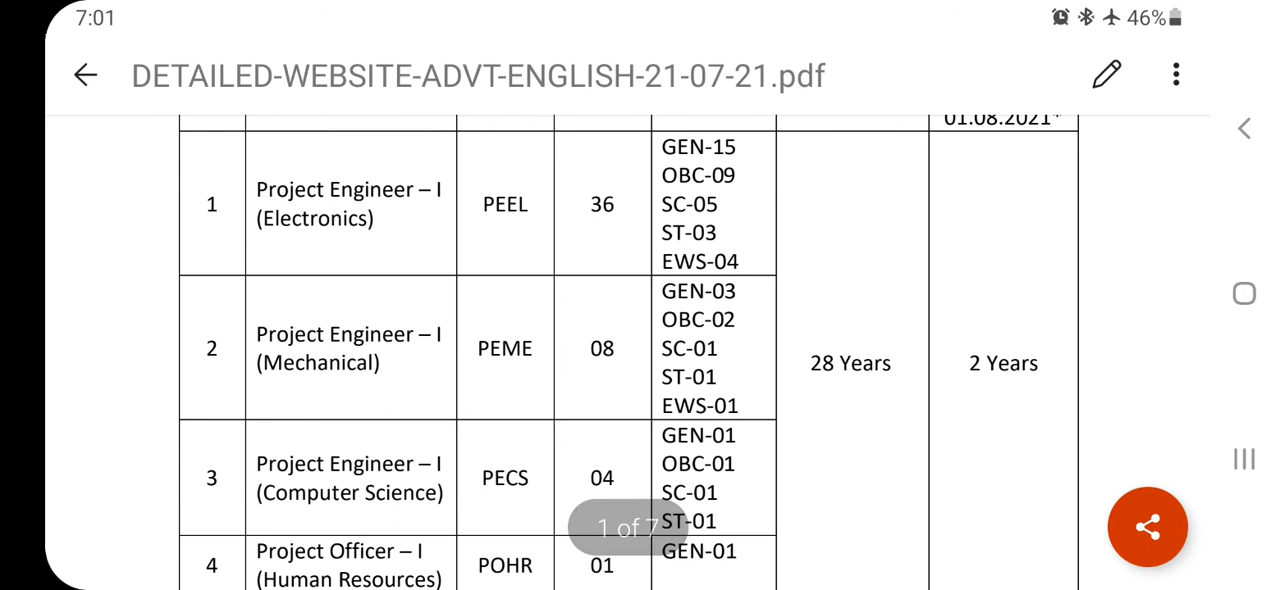 7:01
46%
DETAILED-WEBSITE-ADVT-ENGLISH-21-07-21.pdf
01.08.2021*
1
Project Engineer – I
(Electronics)
PEEL
36
GEN-15
OBC-09
SC-05
ST-03
EWS-04
2
Project Engineer – I
(Mechanical)
PEME
08
GEN-03
OBC-02
SC-01
ST-01
EWS-01
28 Years
2 Years
3
Project Engineer – I
(Computer Science)
PECS
04
GEN-01
OBC-01
SC-01
ST-01
1 of 7
4
Project Officer – I
(Human Resources)
POHR
01
GEN-01